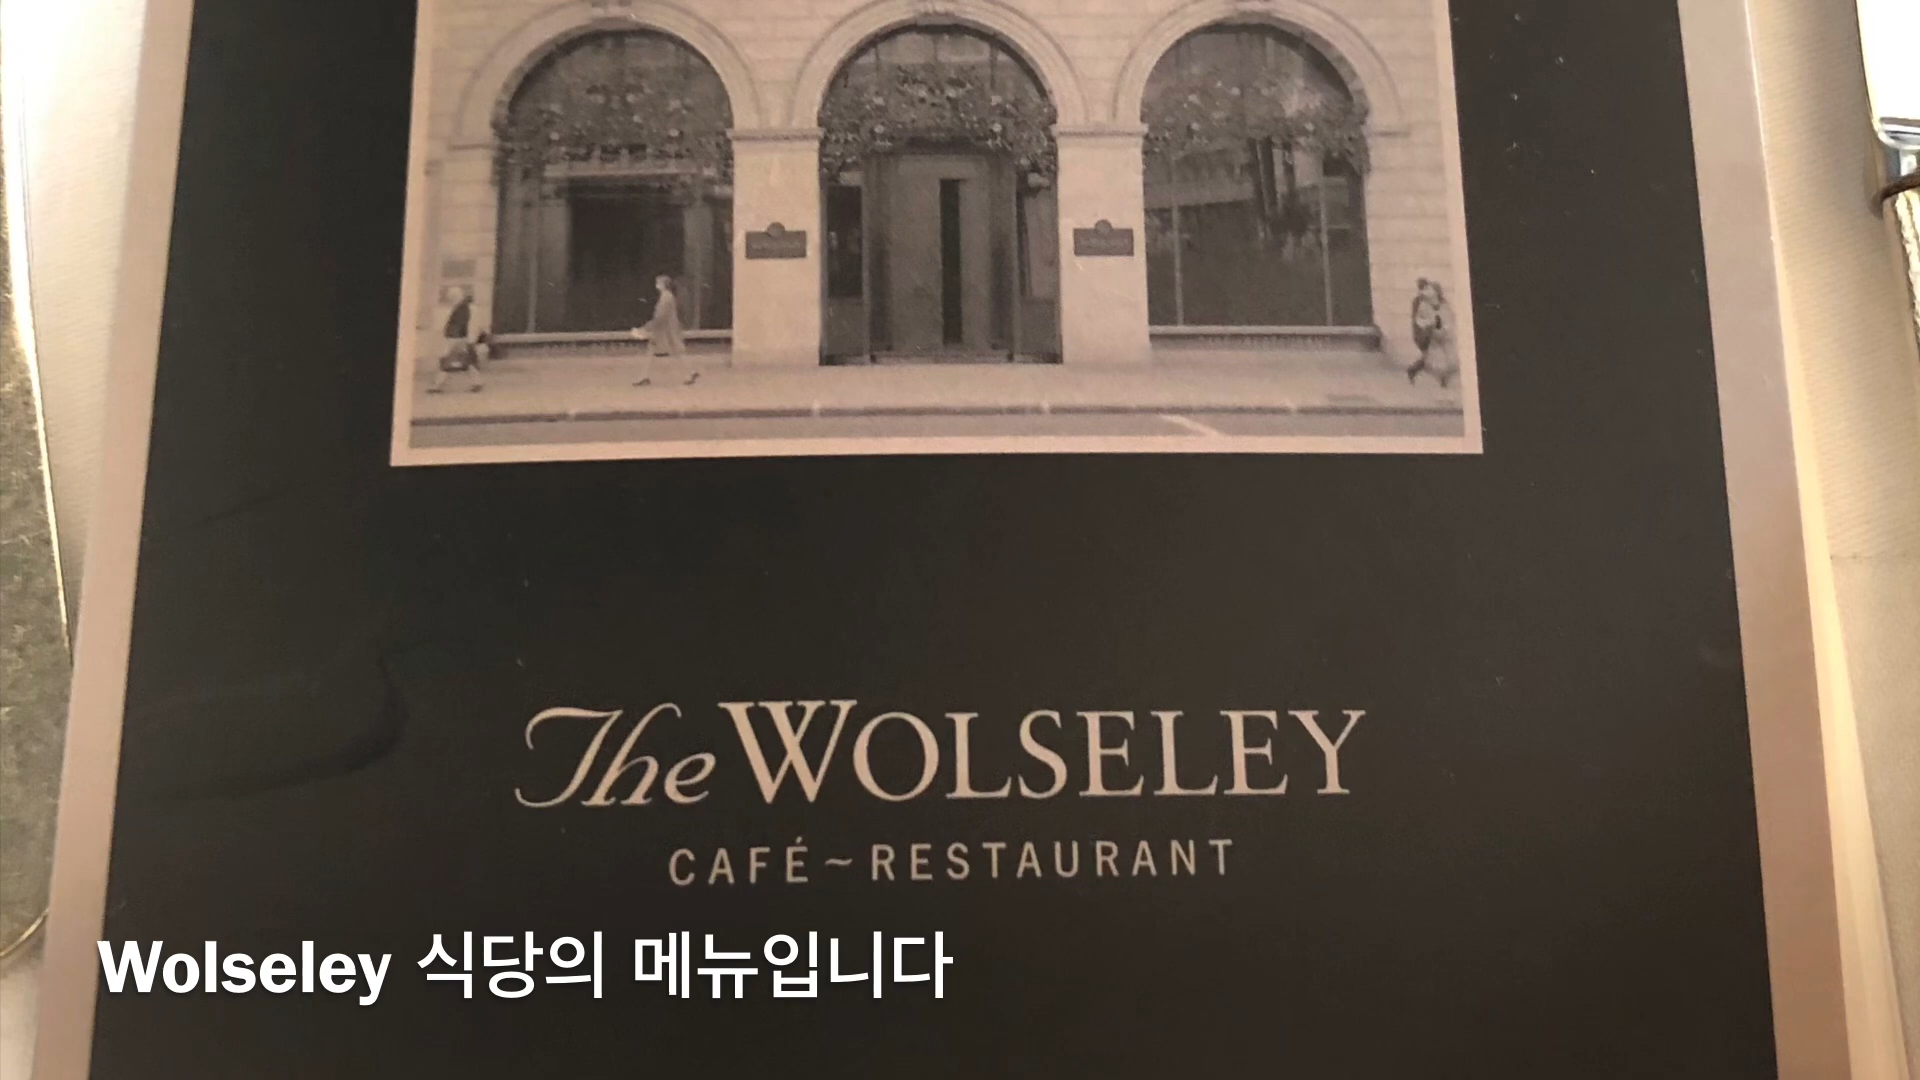 The WOLSELEY
CAFÉ~RESTAURANT
Wolseley 식당의 메뉴입니다